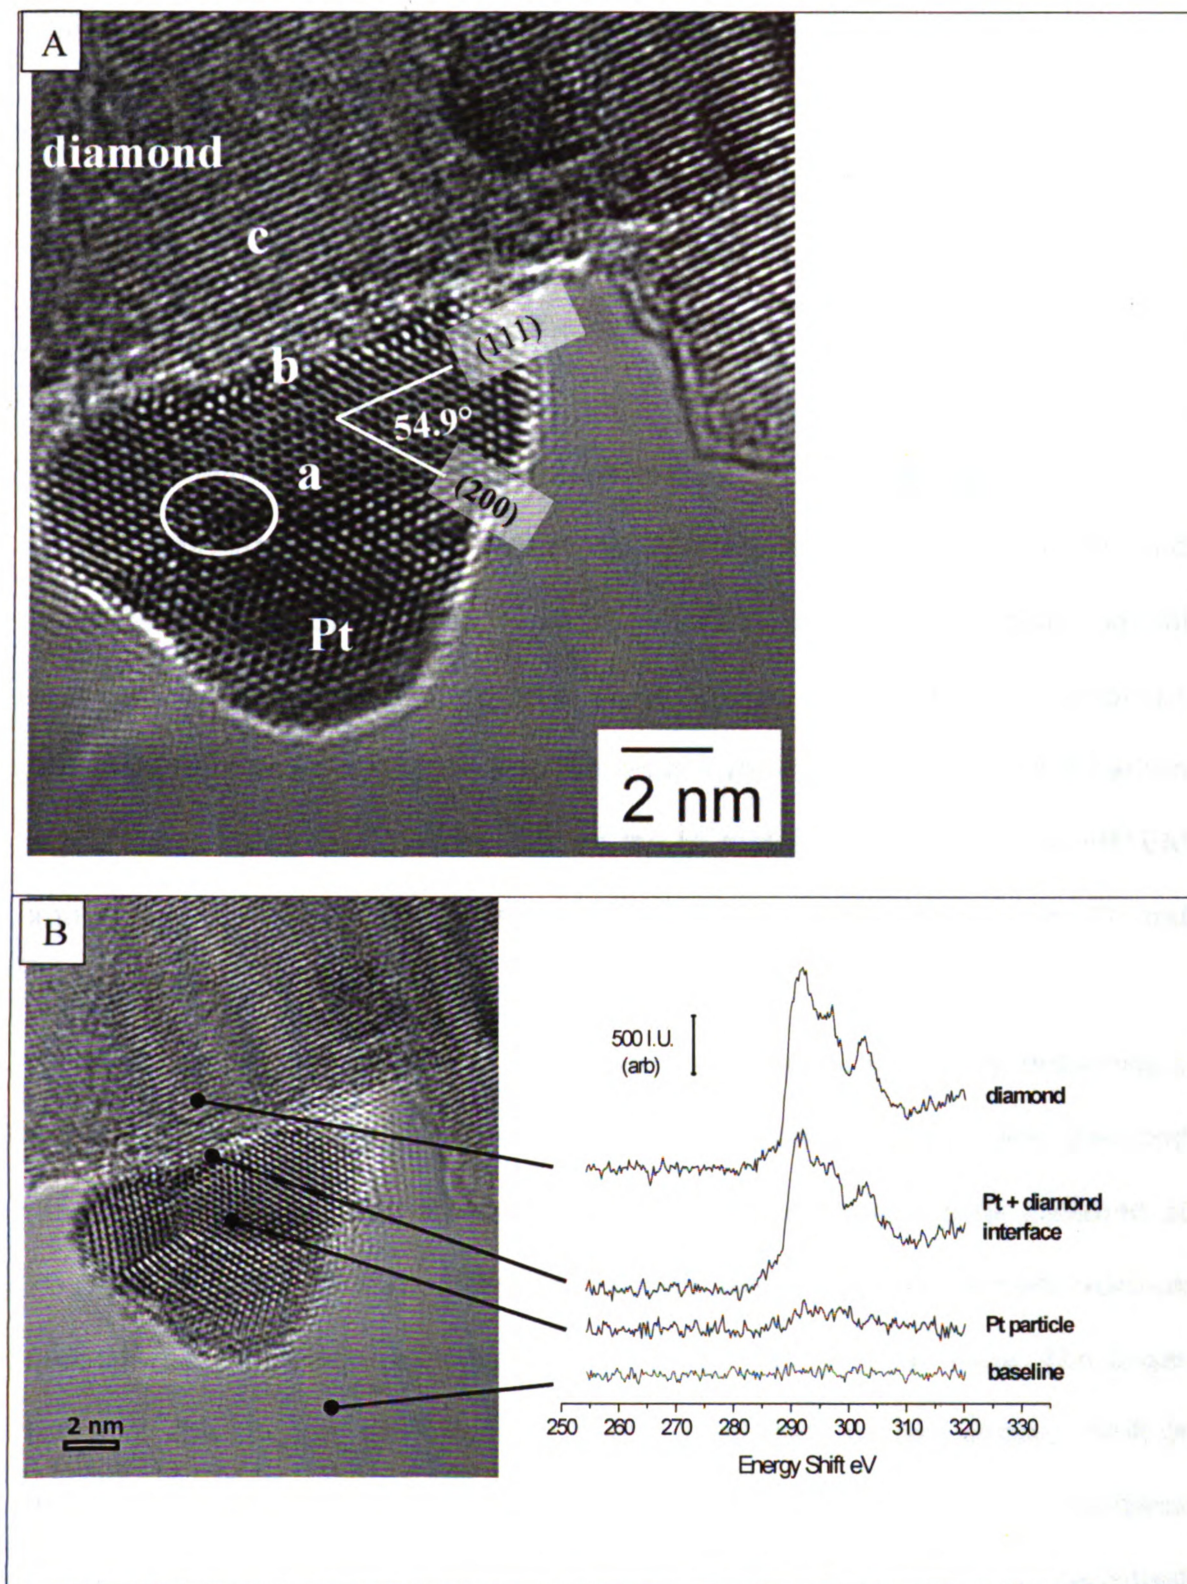 A
diamond
c
b
(111)
54.9°
a
(200)
Pt
2 nm
B
2 nm
500 I.U.
(arb)
diamond
Pt + diamond
interface
Pt particle
baseline
250 260 270 280 290 300 310 320 330
Energy Shift eV